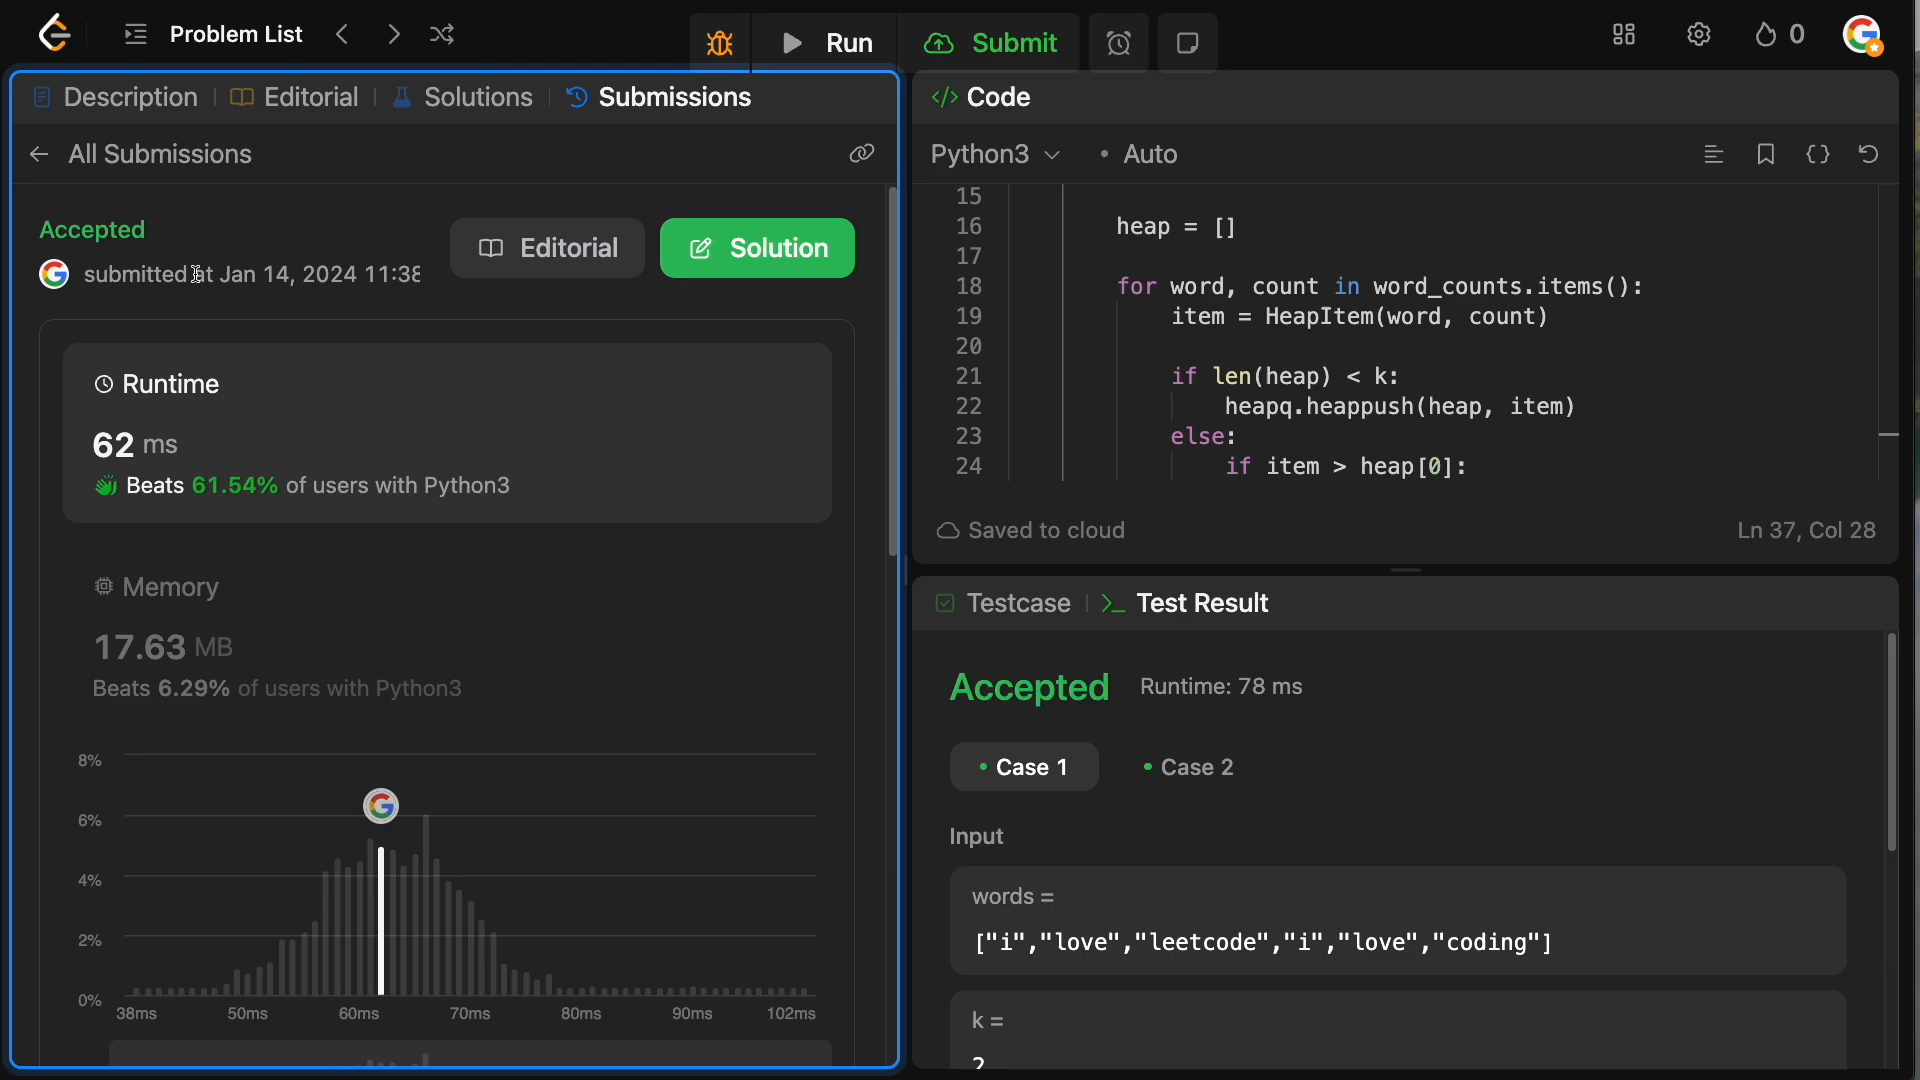 Problem List
Run
Submit
0
Description
Editorial
Solutions
Submissions
All Submissions
Accepted
submitted at Jan 14, 2024 11:38
Editorial
Solution
Runtime
62 ms
Beats 61.54% of users with Python3
Memory
17.63 MB
Beats 6.29% of users with Python3
8%
6%
4%
2%
0%
38ms 50ms 60ms 70ms 80ms 90ms 102ms
</> Code
Python3 • Auto
15
16 heap = []
17
18 for word, count in word_counts.items():
19 item = HeapItem(word, count)
20
21 if len(heap) < k:
22 heapq.heappush(heap, item)
23 else:
24 if item > heap[0]:
Saved to cloud
Ln 37, Col 28
Testcase
Test Result
Accepted Runtime: 78 ms
• Case 1 • Case 2
Input
words =
["i","love","leetcode","i","love","coding"]
k =
2